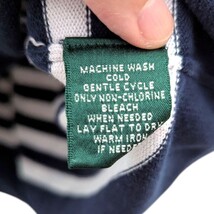 MACHINE WASH
COLD
GENTLE CYCLE
ONLY NON-CHLORINE
BLEACH
WHEN NEEDED
LAY FLAT TO DRY
WARM IRON
IF NEEDED